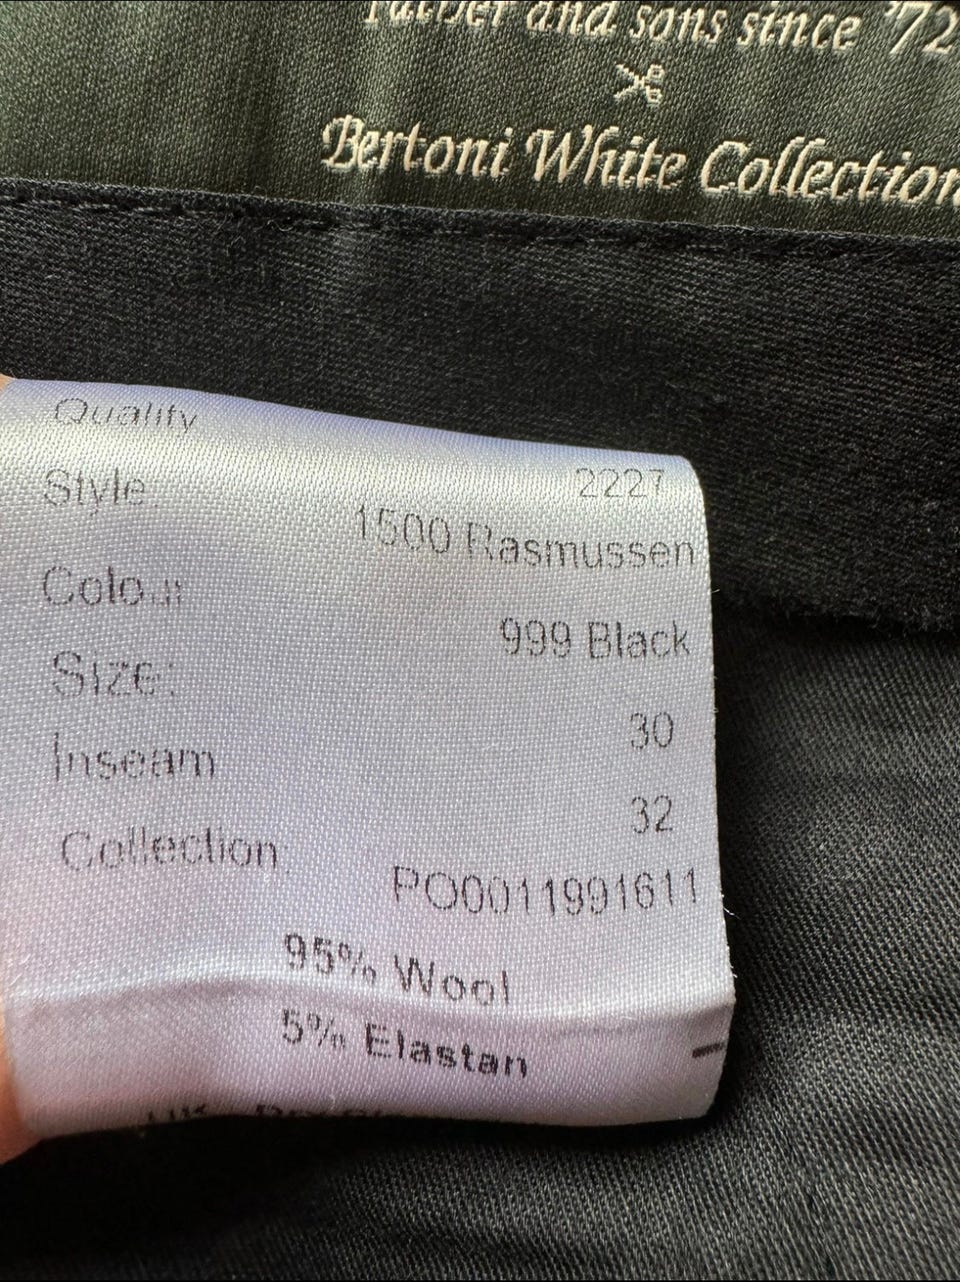 Father and sons since '72
Bertoni White Collection
Quality
2227
Style:
1500 Rasmussen
Colour
999 Black
Size:
30
Inseam
32
Collection:
PO0011991611
95% Wool
5% Elastan